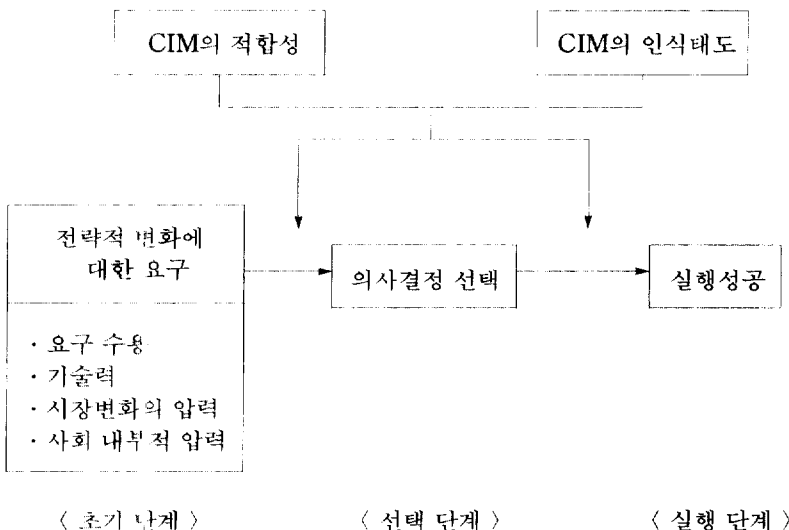 CIM의 적합성
CIM의 인식태도
전략적 변화에
대한 요구
의사결정 선택
실행성공
· 요구 수용
· 기술력
· 시장변화의 압력
· 사회 내부적 압력
〈 초기 단계 〉
〈 선택 단계 〉
〈 실행 단계 〉